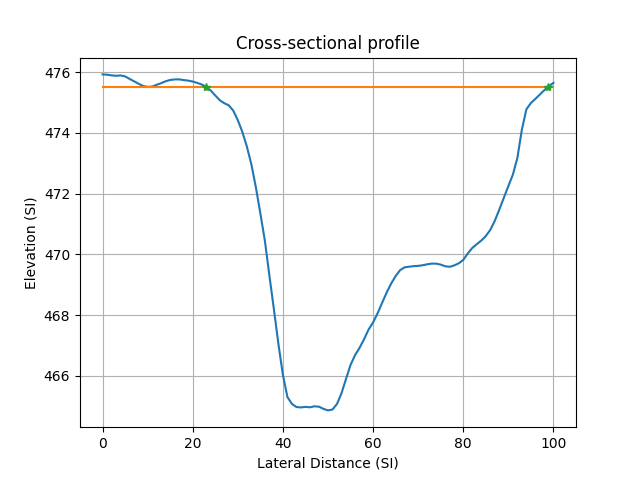 Cross-sectional profile
476
474
472
470
468
466
Elevation (SI)
0 20 40 60 80 100
Lateral Distance (SI)